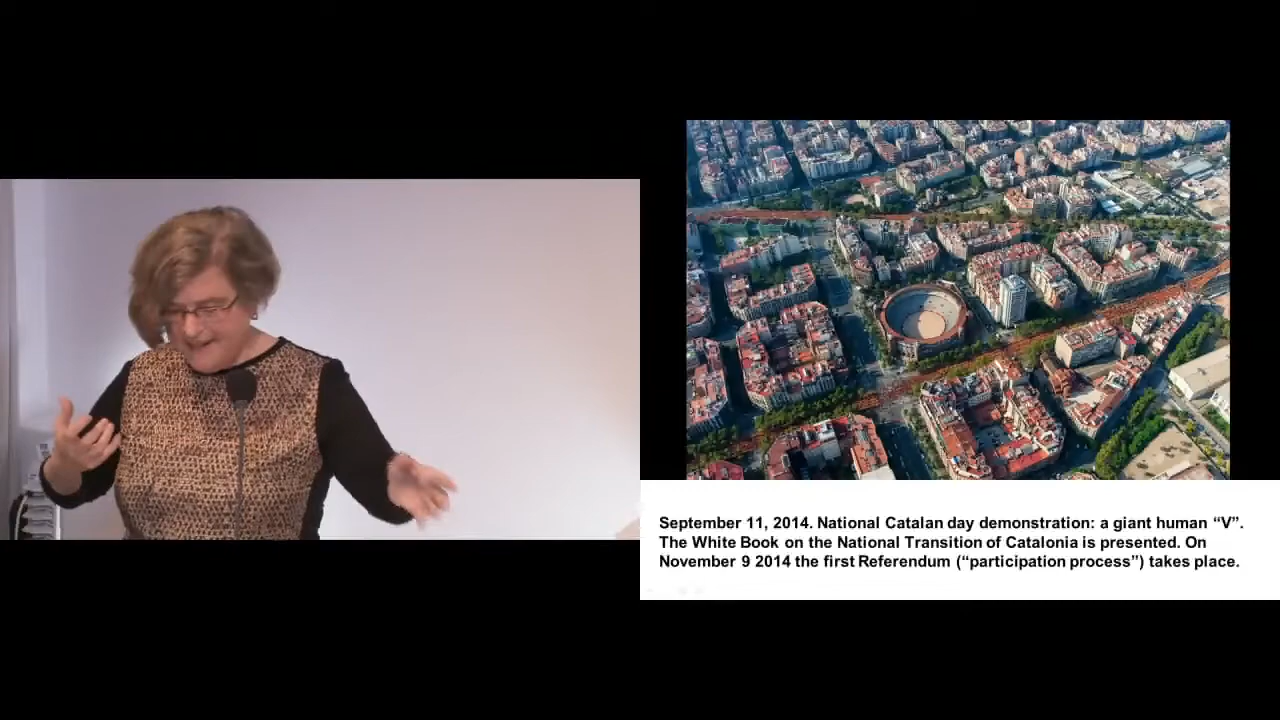 September 11, 2014. National Catalan day demonstration: a giant human “V”.
The White Book on the National Transition of Catalonia is presented. On
November 9 2014 the first Referendum (“participation process”) takes place.